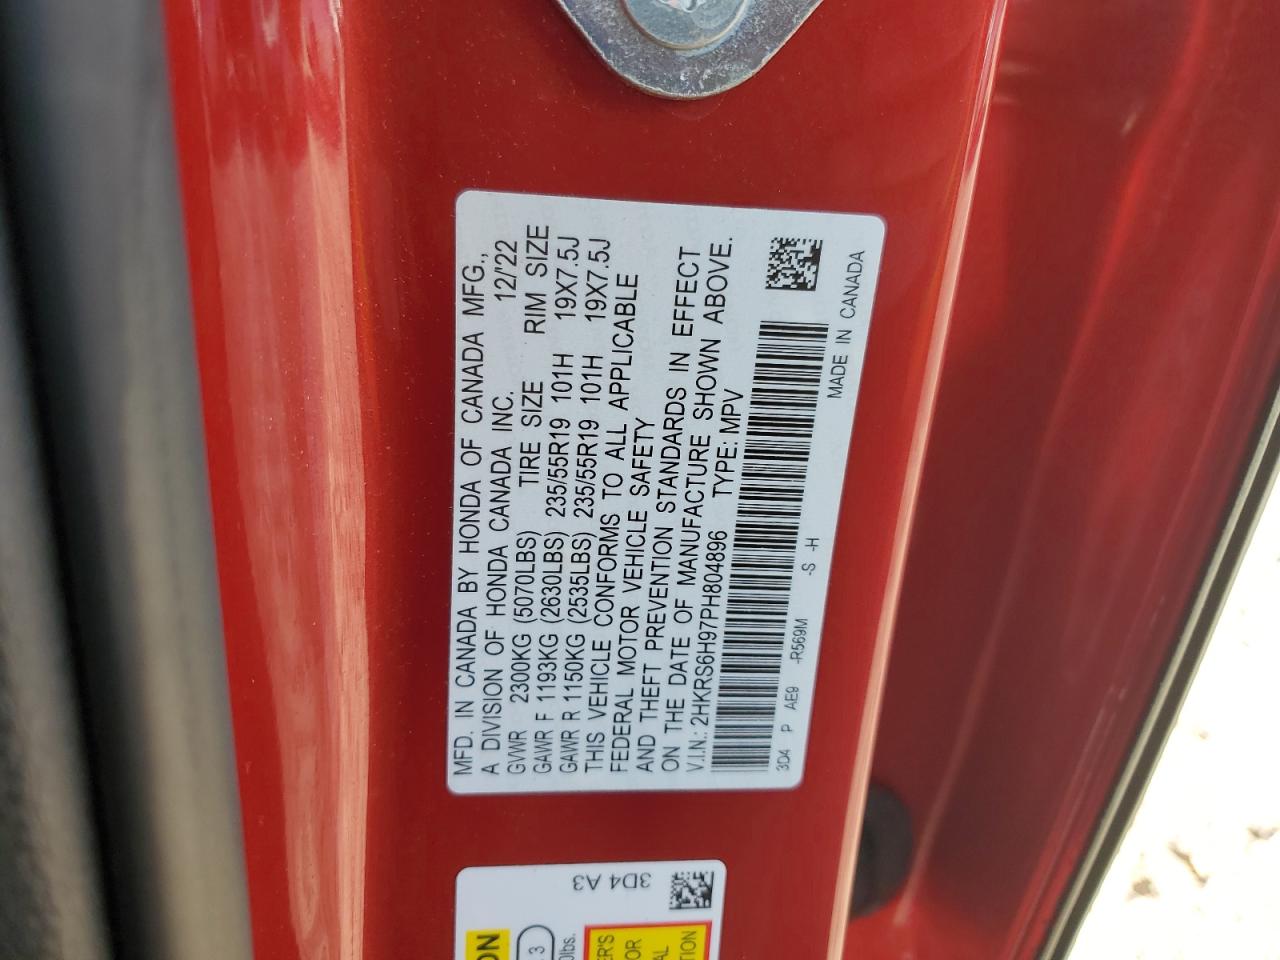 MFD. IN CANADA BY HONDA OF CANADA MFG.,
A DIVISION OF HONDA CANADA INC. 12/'22
GVWR 2300KG (5070LBS) TIRE SIZE RIM SIZE
GAWR F 1193KG (2630LBS) 235/55R19 101H 19X7.5J
GAWR R 1150KG (2535LBS) 235/55R19 101H 19X7.5J
THIS VEHICLE CONFORMS TO ALL APPLICABLE
FEDERAL MOTOR VEHICLE SAFETY
AND THEFT PREVENTION STANDARDS IN EFFECT
ON THE DATE OF MANUFACTURE SHOWN ABOVE.
V.I.N.: 2HKRS6H97PH804896 TYPE: MPV
3D4 P AE9 -R569M -S -H MADE IN CANADA
3D4 A3